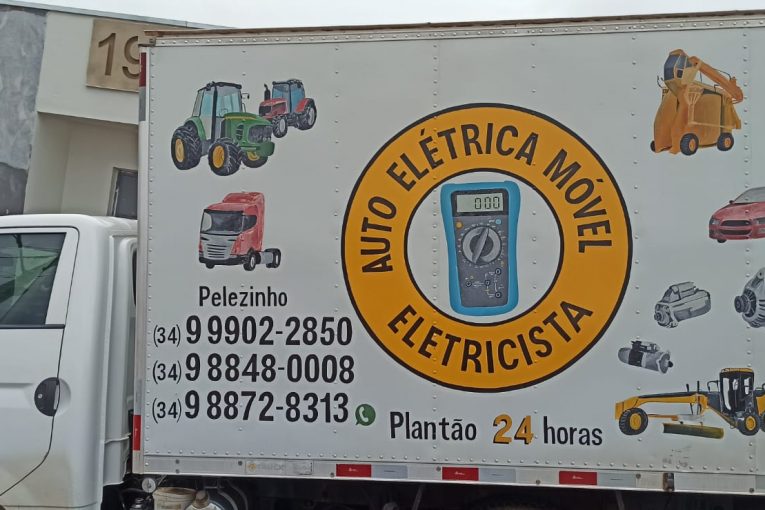 19
AUTO ELÉTRICA MÓVEL
000
ELETRICISTA
Pelezinho
(34) 9 9902-2850
(34) 9 8848-0008
(34) 9 8872-8313
Plantão 24 horas